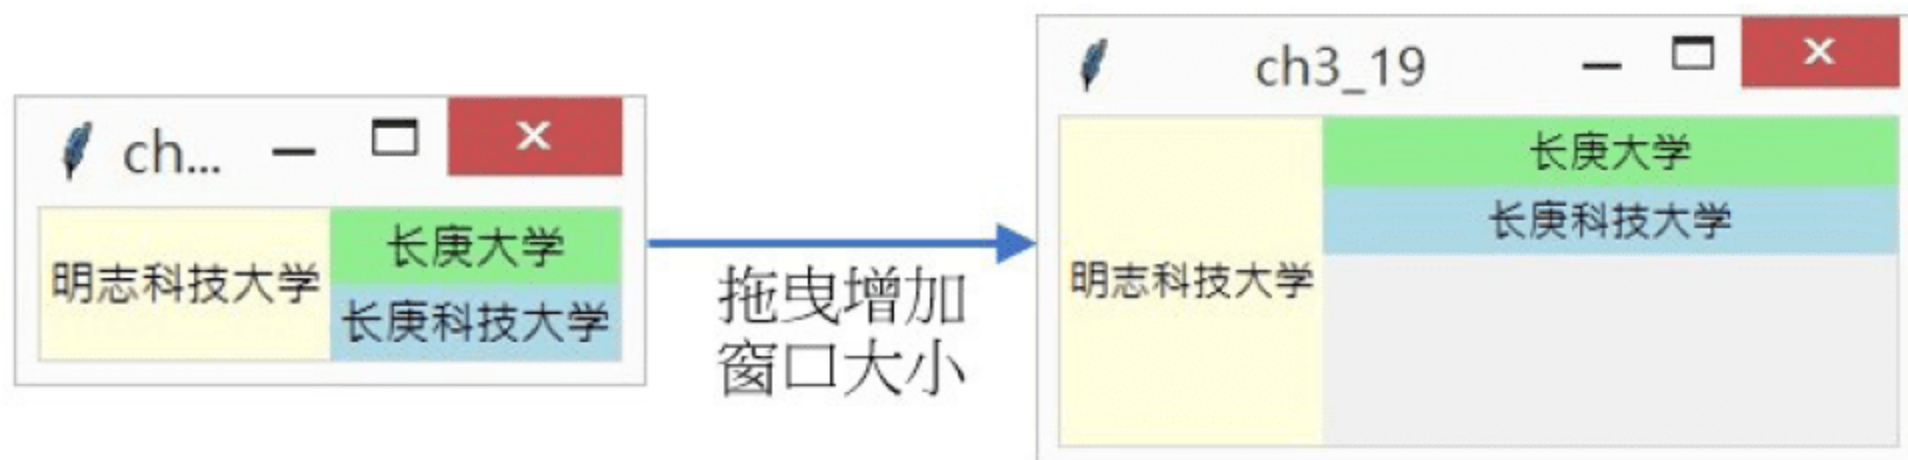 ch...
明志科技大学
长庚大学
长庚科技大学
拖曳增加
窗口大小
ch3_19
长庚大学
长庚科技大学
明志科技大学